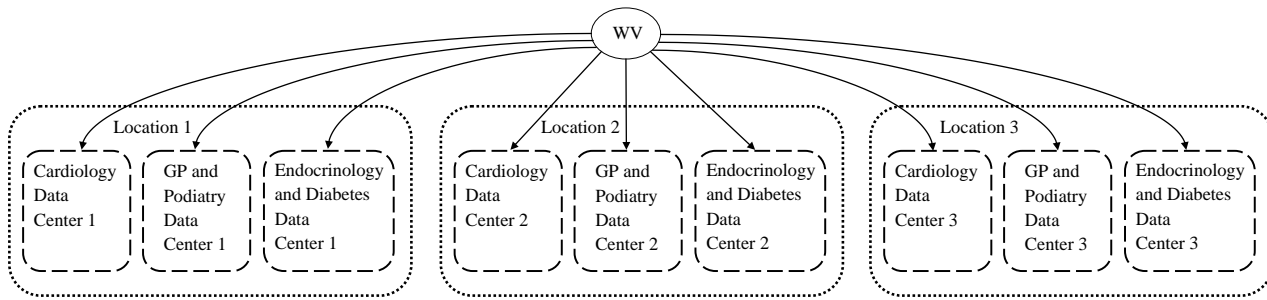 WV
Location 1
Cardiology
Data
Center 1
GP and
Podiatry
Data
Center 1
Endocrinology
and Diabetes
Data
Center 1
Location 2
Cardiology
Data
Center 2
GP and
Podiatry
Data
Center 2
Endocrinology
and Diabetes
Data
Center 2
Location 3
Cardiology
Data
Center 3
GP and
Podiatry
Data
Center 3
Endocrinology
and Diabetes
Data
Center 3